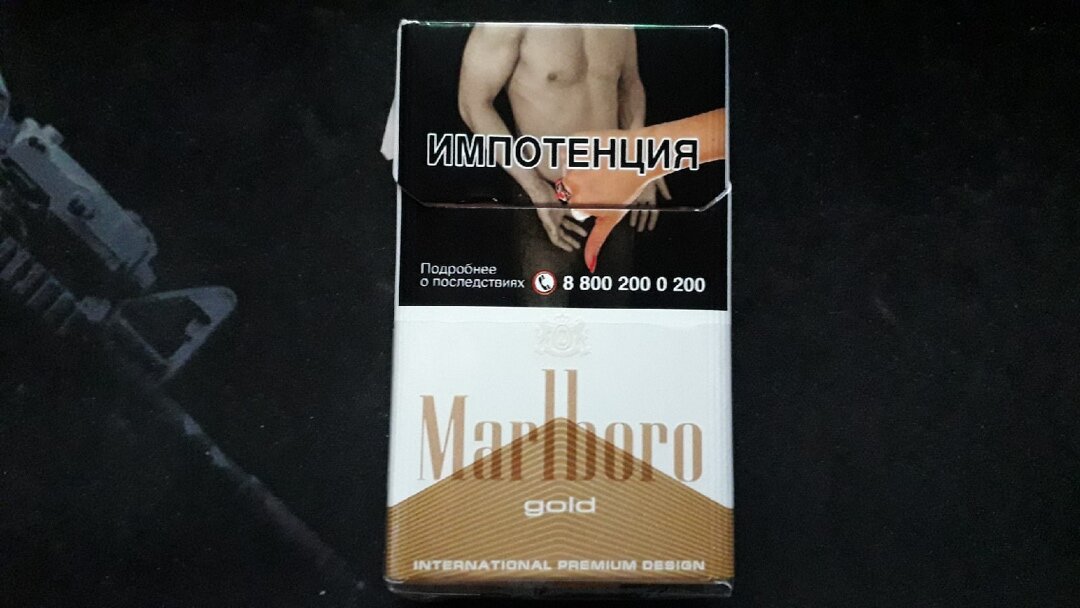 ИМПОТЕНЦИЯ
Подробнее
о последствиях 8 800 200 0 200
Marlboro
gold
INTERNATIONAL PREMIUM DESIGN